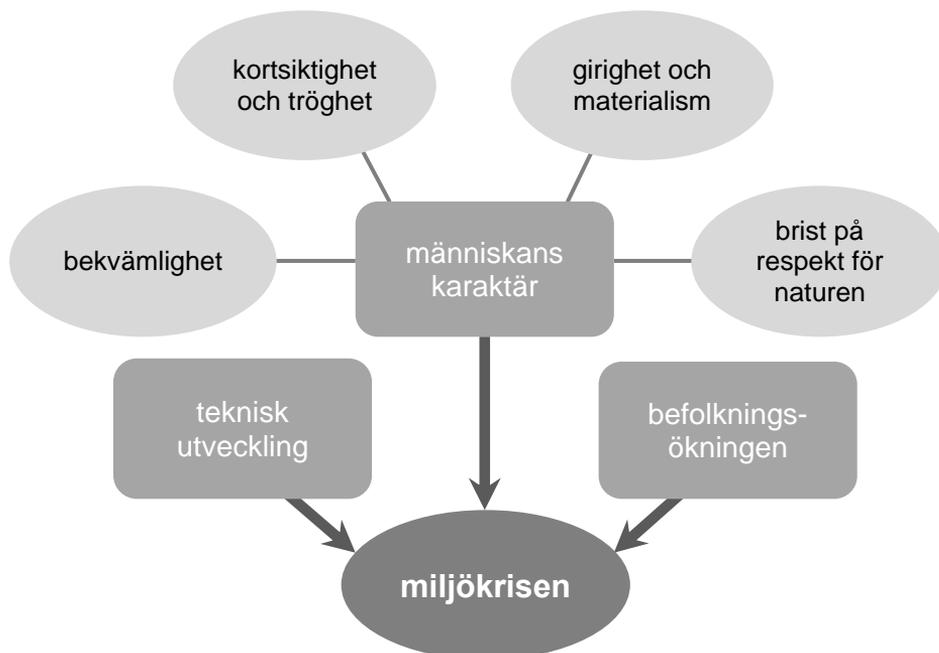 kortsiktighet
och tröghet
girighet och
materialism
bekvämlighet
människans
karaktär
brist på
respekt för
naturen
teknisk
utveckling
befolknings-
ökningen
miljökrisen